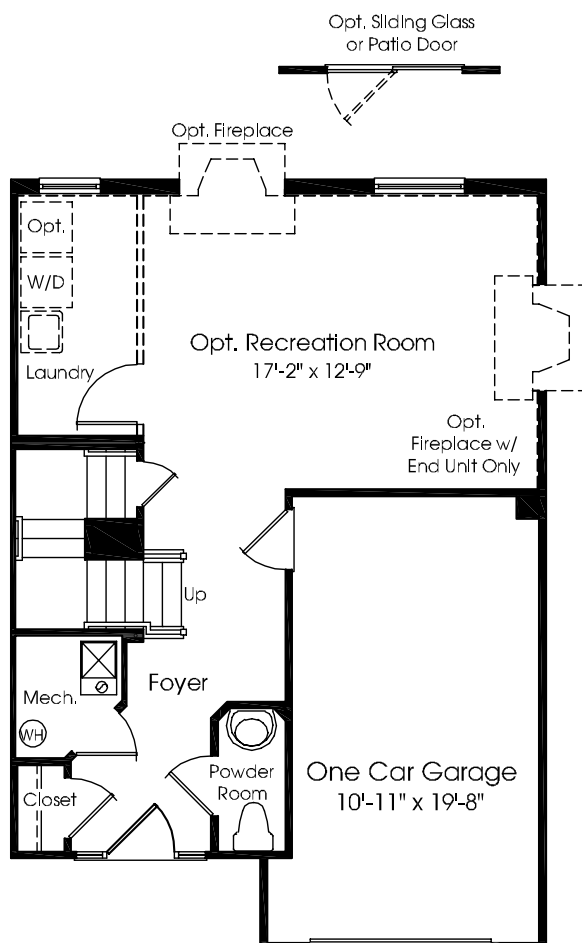 Opt. Sliding Glass
or Patio Door
Opt. Fireplace
Opt.
W/D
Laundry
Opt. Recreation Room
17'-2" x 12'-9"
Opt.
Fireplace w/
End Unit Only
Up
Foyer
Mech.
WH
Closet
Powder
Room
One Car Garage
10'-11" x 19'-8"